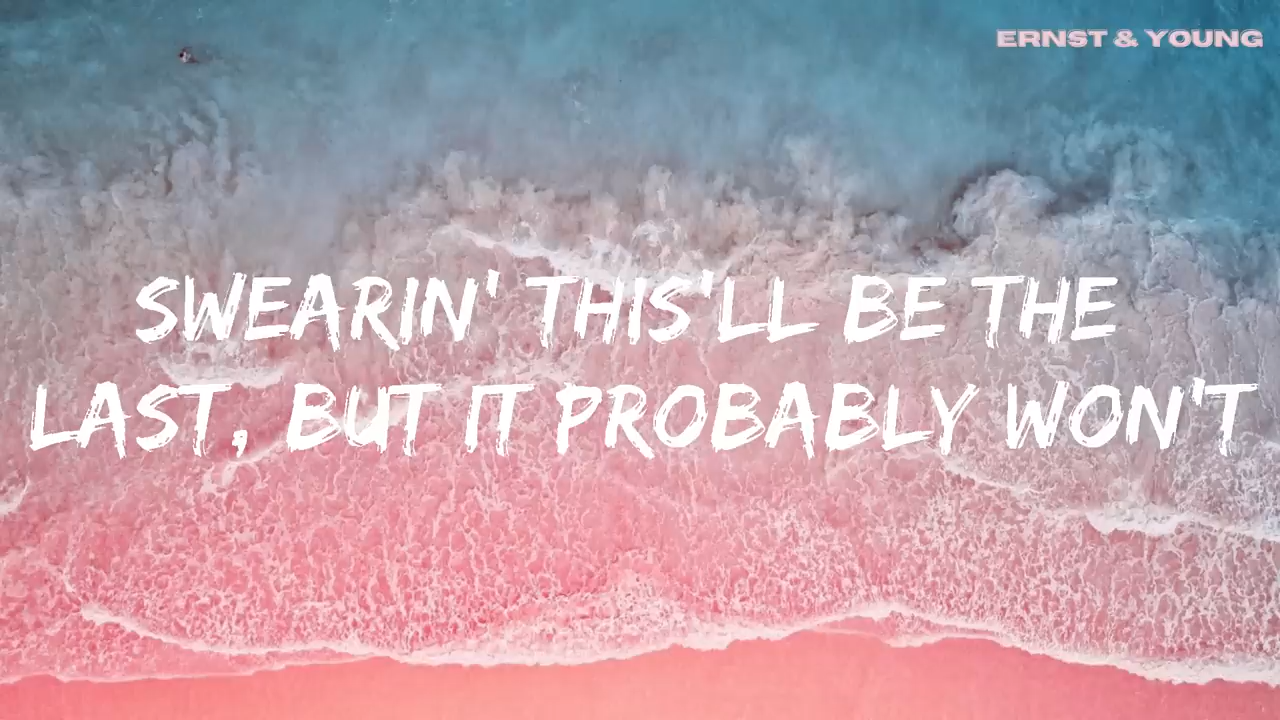 ERNST & YOUNG
SWEARIN' THIS'LL BE THE
LAST, BUT IT PROBABLY WON'T